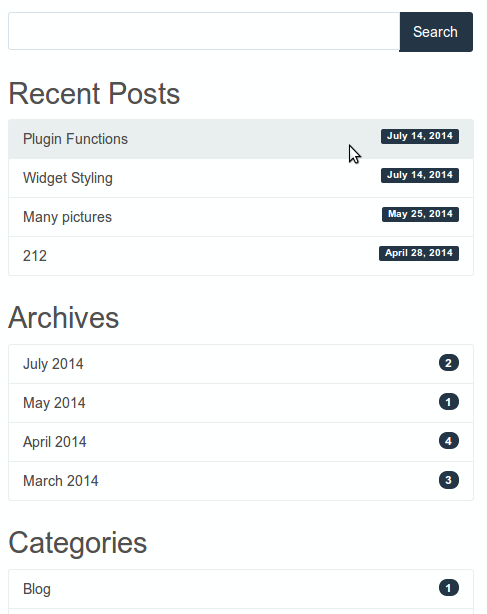 Search
Recent Posts
Plugin Functions July 14, 2014
Widget Styling July 14, 2014
Many pictures May 25, 2014
212 April 28, 2014
Archives
July 2014 2
May 2014 1
April 2014 4
March 2014 3
Categories
Blog 1